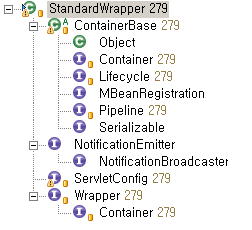 StandardWrapper 279
ContainerBase 279
Object
Container 279
Lifecycle 279
MBeanRegistration
Pipeline 279
Serializable
NotificationEmitter
NotificationBroadcaster
ServletConfig 279
Wrapper 279
Container 279